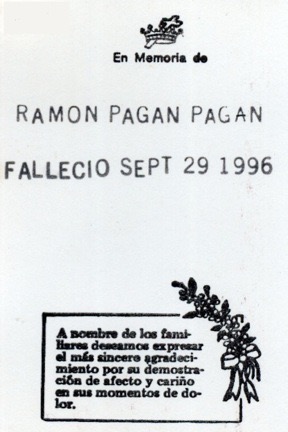 En Memoria de
RAMON PAGAN PAGAN
FALLECIO SEPT 29 1996
A nombre de los fami-
liares deseamos expresar
el más sincero agradeci-
miento por su demostra-
ción de afecto y cariño
en sus momentos de do-
lor.